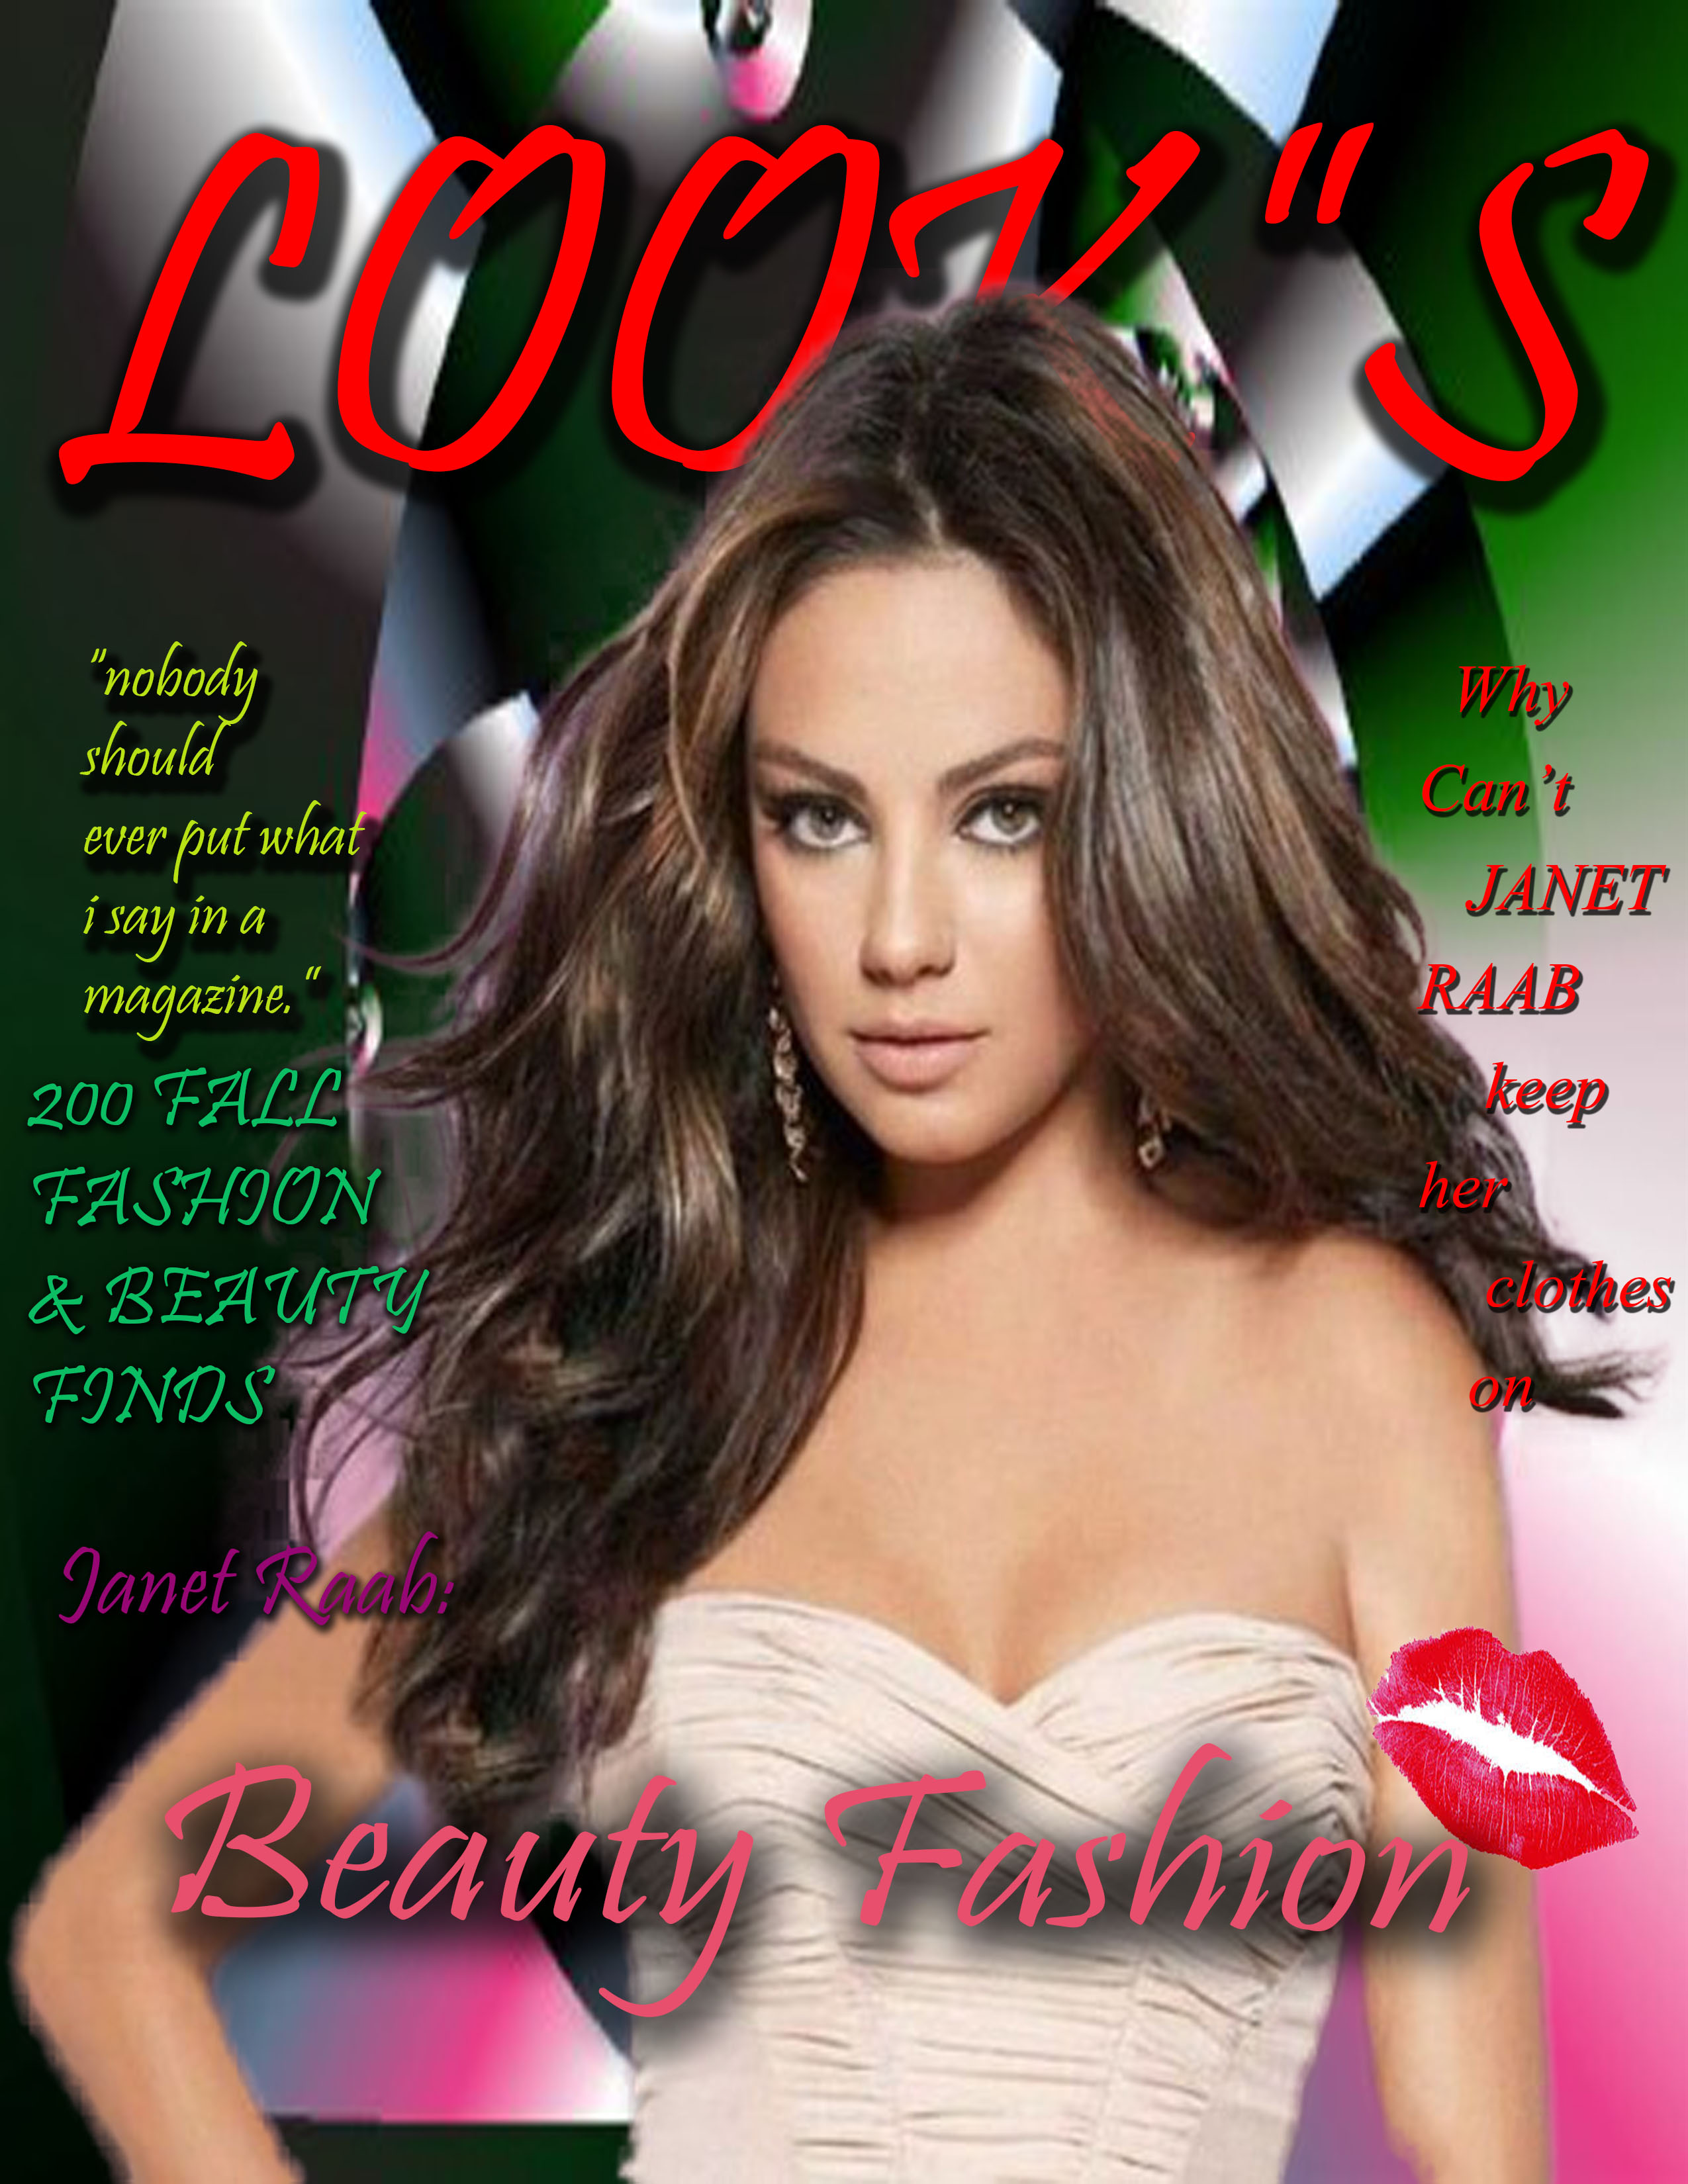 LOOK"S
"nobody
should
ever put what
i say in a
magazine."
200 FALL
FASHION
& BEAUTY
FINDS
Why
Can't
JANET
RAAB
keep
her
clothes
on
Janet Raab:
Beauty Fashion